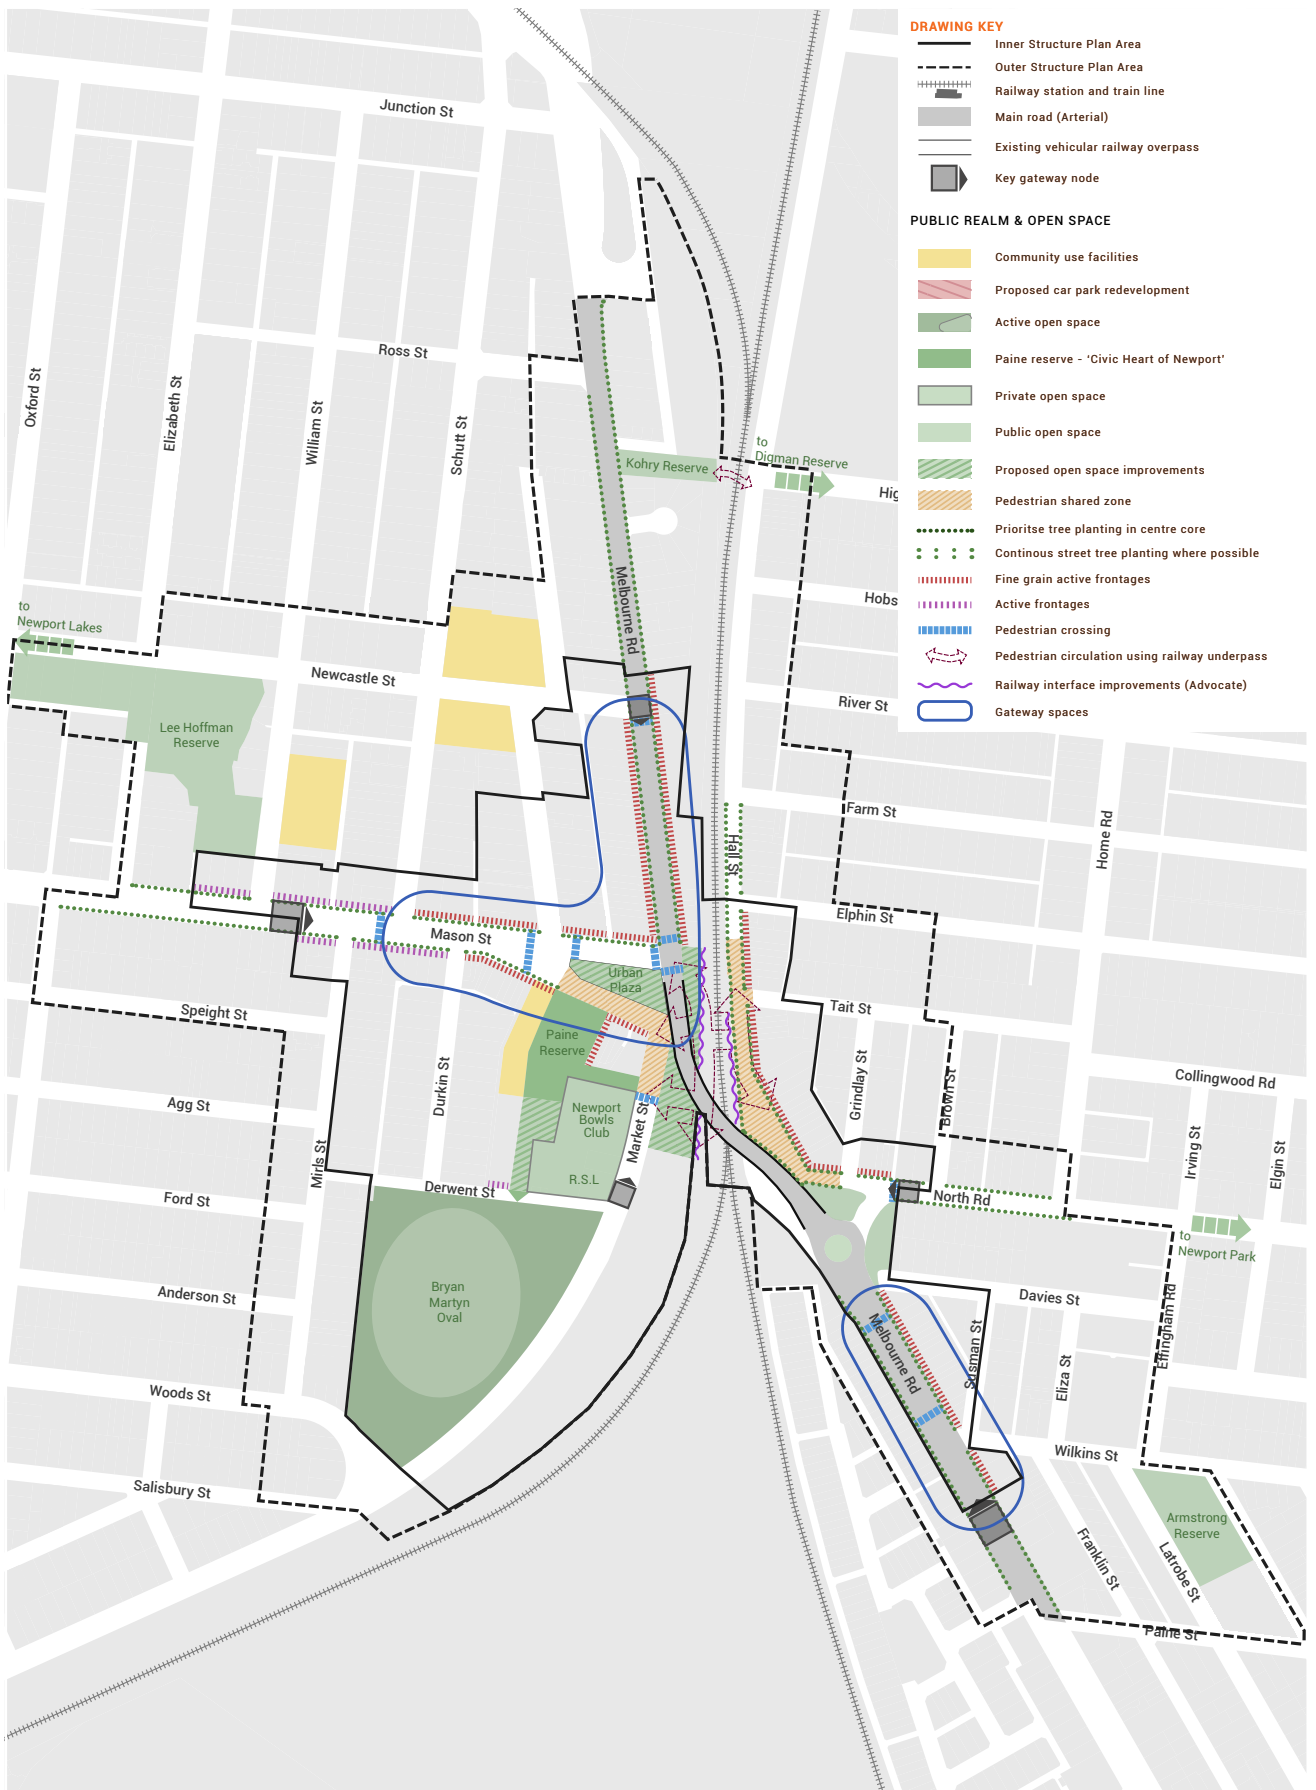 DRAWING KEY
Inner Structure Plan Area
Outer Structure Plan Area
Railway station and train line
Main road (Arterial)
Existing vehicular railway overpass
Key gateway node
PUBLIC REALM & OPEN SPACE
Community use facilities
Proposed car park redevelopment
Active open space
Paine reserve - ‘Civic Heart of Newport’
Private open space
Public open space
Proposed open space improvements
Pedestrian shared zone
Prioritse tree planting in centre core
Continous street tree planting where possible
Fine grain active frontages
Active frontages
Pedestrian crossing
Pedestrian circulation using railway underpass
Railway interface improvements (Advocate)
Gateway spaces
Junction St
Ross St
Oxford St
Elizabeth St
William St
Schutt St
to
Digman Reserve
Kohry Reserve
Hig
Melbourne Rd
Hobs
to
Newport Lakes
Newcastle St
River St
Lee Hoffman
Reserve
Farm St
Home Rd
Hall St
Elphin St
Mason St
Urban
Plaza
Speight St
Tait St
Paine
Reserve
Grindlay St
Brown St
Collingwood Rd
Durkin St
Agg St
Newport
Bowls
Club
Market St
Mirls St
Irving St
Elgin St
R.S.L
Ford St
Derwent St
North Rd
to
Newport Park
Bryan
Martyn
Oval
Anderson St
Davies St
Effingham Rd
Melbourne Rd
Susman St
Eliza St
Woods St
Wilkins St
Salisbury St
Armstrong
Reserve
Franklin St
Latrobe St
Paine St